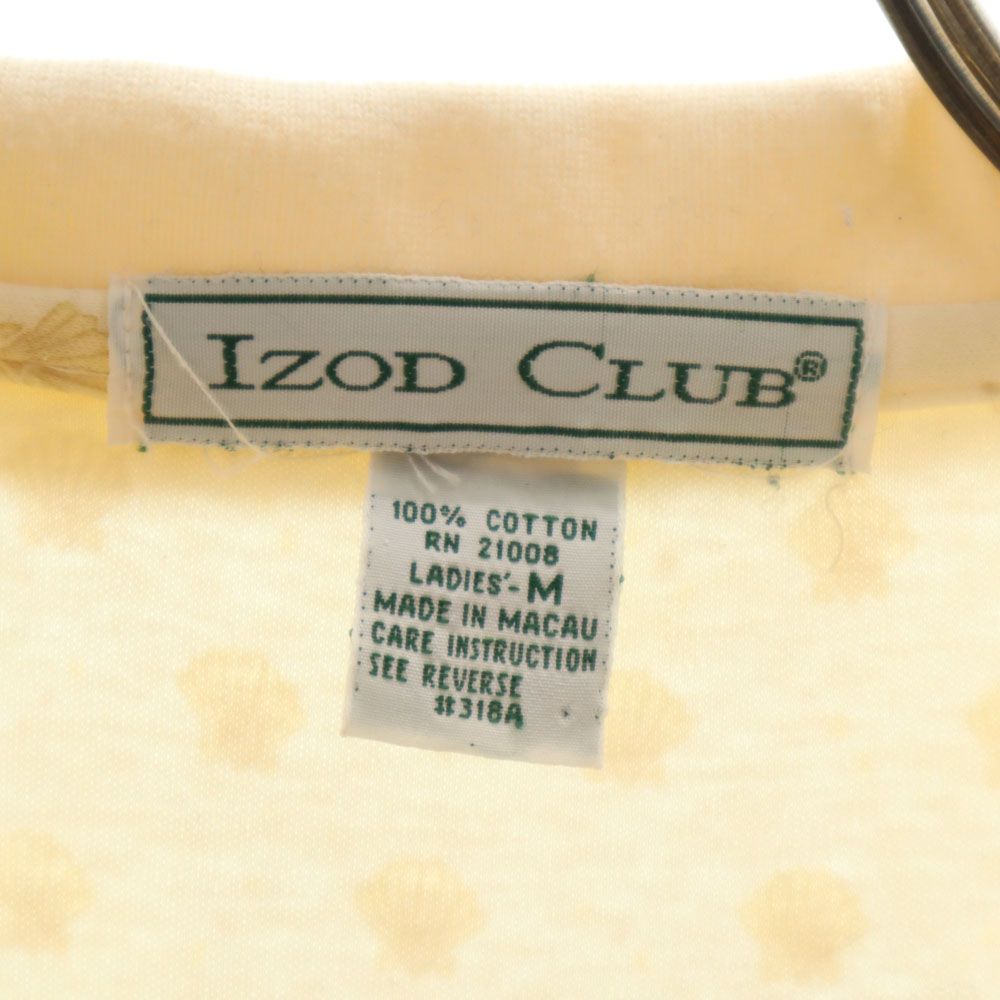 IZOD CLUB®
100% COTTON
RN 21008
LADIES'-M
MADE IN MACAU
CARE INSTRUCTION
SEE REVERSE
#318A